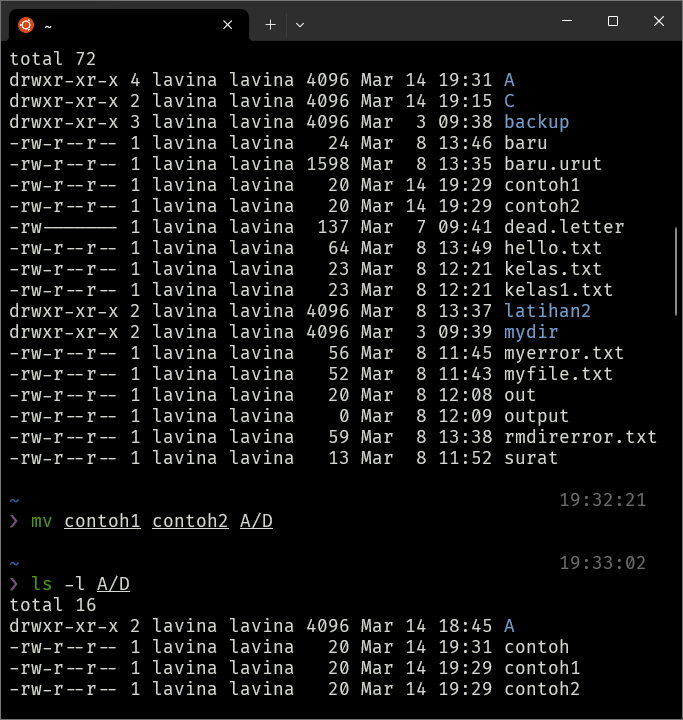 ~
total 72
drwxr-xr-x 4 lavina lavina 4096 Mar 14 19:31 A
drwxr-xr-x 2 lavina lavina 4096 Mar 14 19:15 C
drwxr-xr-x 3 lavina lavina 4096 Mar  3 09:38 backup
-rw-r--r-- 1 lavina lavina   24 Mar  8 13:46 baru
-rw-r--r-- 1 lavina lavina 1598 Mar  8 13:35 baru.urut
-rw-r--r-- 1 lavina lavina   20 Mar 14 19:29 contoh1
-rw-r--r-- 1 lavina lavina   20 Mar 14 19:29 contoh2
-rw------- 1 lavina lavina  137 Mar  7 09:41 dead.letter
-rw-r--r-- 1 lavina lavina   64 Mar  8 13:49 hello.txt
-rw-r--r-- 1 lavina lavina   23 Mar  8 12:21 kelas.txt
-rw-r--r-- 1 lavina lavina   23 Mar  8 12:21 kelas1.txt
drwxr-xr-x 2 lavina lavina 4096 Mar  8 13:37 latihan2
drwxr-xr-x 2 lavina lavina 4096 Mar  3 09:39 mydir
-rw-r--r-- 1 lavina lavina   56 Mar  8 11:45 myerror.txt
-rw-r--r-- 1 lavina lavina   52 Mar  8 11:43 myfile.txt
-rw-r--r-- 1 lavina lavina   20 Mar  8 12:08 out
-rw-r--r-- 1 lavina lavina    0 Mar  8 12:09 output
-rw-r--r-- 1 lavina lavina   59 Mar  8 13:38 rmdirerror.txt
-rw-r--r-- 1 lavina lavina   13 Mar  8 11:52 surat
~ 19:32:21
❯ mv contoh1 contoh2 A/D
~ 19:33:02
❯ ls -l A/D
total 16
drwxr-xr-x 2 lavina lavina 4096 Mar 14 18:45 A
-rw-r--r-- 1 lavina lavina   20 Mar 14 19:31 contoh
-rw-r--r-- 1 lavina lavina   20 Mar 14 19:29 contoh1
-rw-r--r-- 1 lavina lavina   20 Mar 14 19:29 contoh2